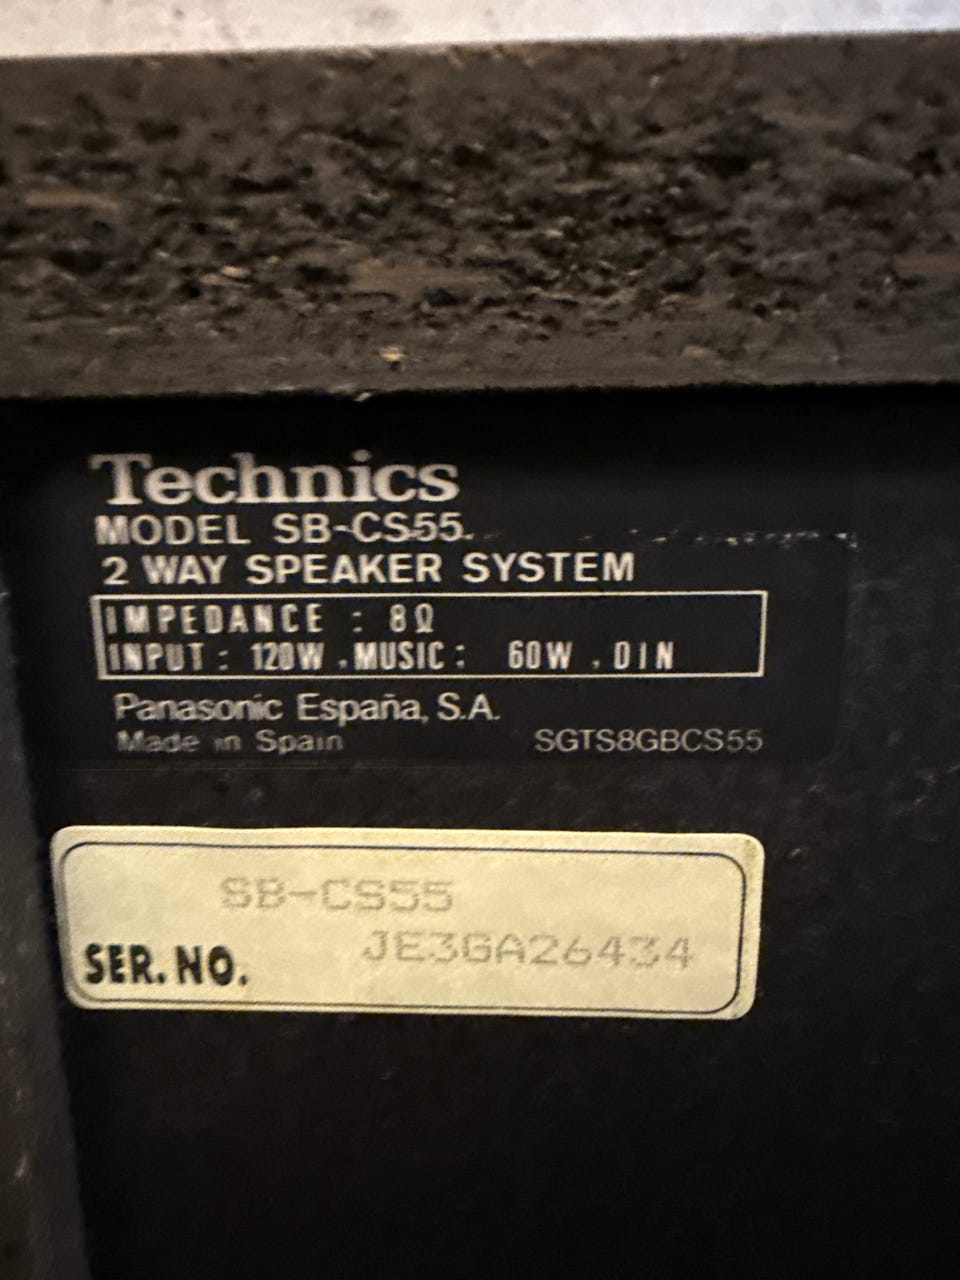 Technics
MODEL SB-CS55
2 WAY SPEAKER SYSTEM
IMPEDANCE : 8Ω
INPUT : 120W , MUSIC : 60W , DIN
Panasonic España, S.A.
Made in Spain SGTS8GBCS55
SB-CS55
SER. NO. JE3GA26434